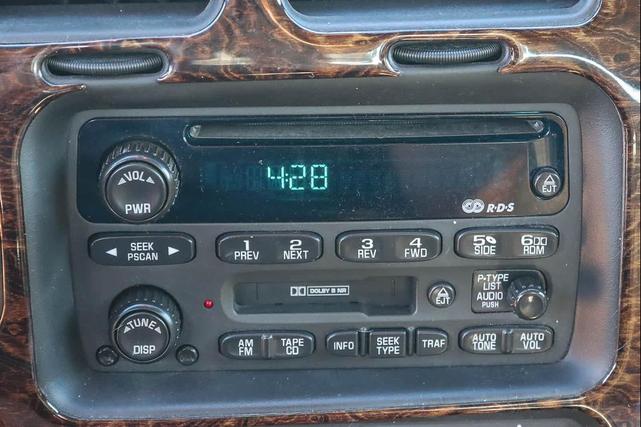 4:28
VOL
PWR
EJT
R·D·S
SEEK
PSCAN
1 2
PREV NEXT
3 4
REV FWD
5 6
SIDE RDM
P-TYPE
LIST
AUDIO
PUSH
DOLBY B NR
EJT
TUNE
DISP
AM
FM
TAPE
CD
INFO
SEEK
TYPE
TRAF
AUTO
TONE
AUTO
VOL